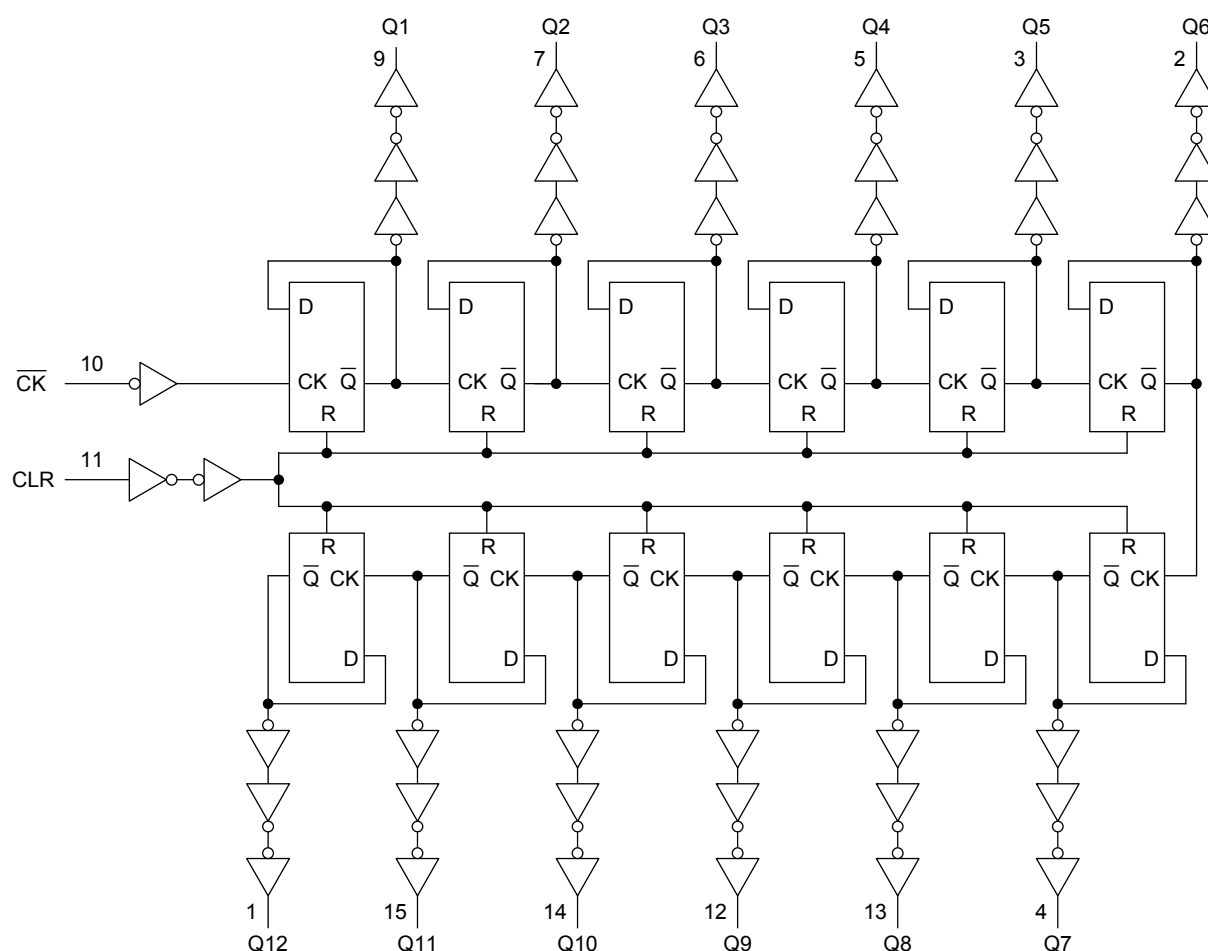 Q1 Q2 Q3 Q4 Q5 Q6
9 7 6 5 3 2
D D D D D D
10
C̅K̅ CK Q̅ CK Q̅ CK Q̅ CK Q̅ CK Q̅ CK Q̅
R R R R R R
11
CLR
R R R R R R
Q̅ CK Q̅ CK Q̅ CK Q̅ CK Q̅ CK Q̅ CK
D D D D D D
1 15 14 12 13 4
Q12 Q11 Q10 Q9 Q8 Q7